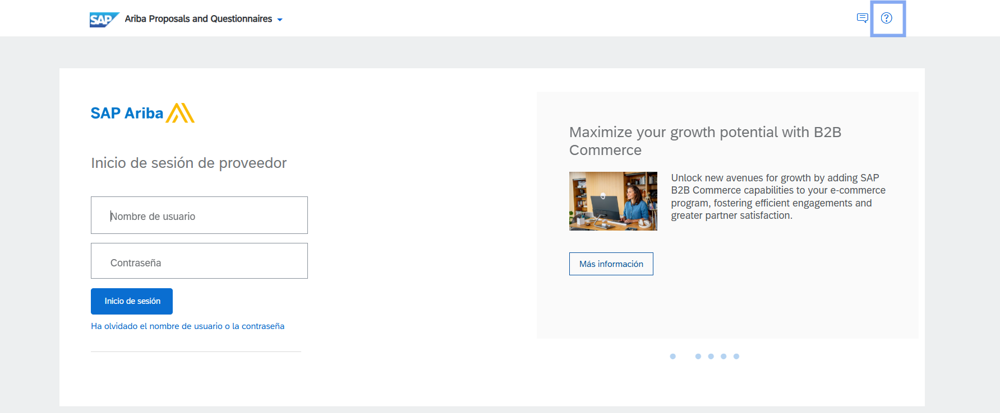 SAP Ariba Proposals and Questionnaires
?
SAP Ariba
Inicio de sesión de proveedor
Nombre de usuario
Contraseña
Inicio de sesión
Ha olvidado el nombre de usuario o la contraseña
Maximize your growth potential with B2B
Commerce
Unlock new avenues for growth by adding SAP
B2B Commerce capabilities to your e-commerce
program, fostering efficient engagements and
greater partner satisfaction.
Más información